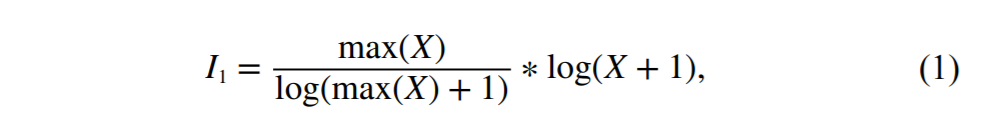 I₁ = max(X) / log(max(X) + 1) ∗ log(X + 1), (1)